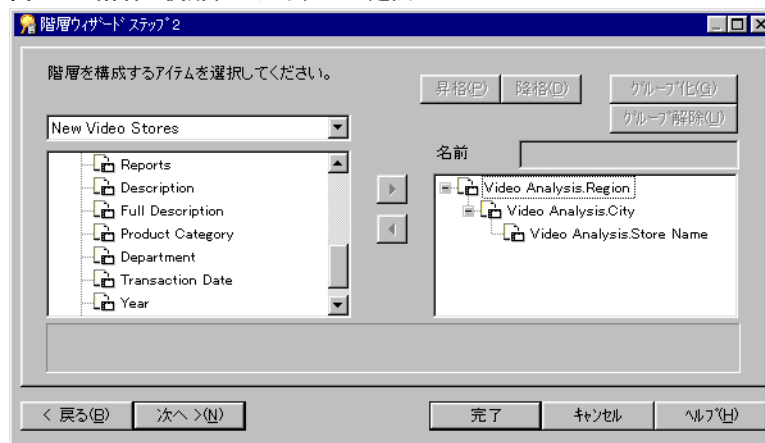 階層ウィザード ステップ2
階層を構成するアイテムを選択してください。
昇格(P)
降格(D)
グループ化(G)
グループ解除(U)
New Video Stores
名前
Reports
Description
Full Description
Product Category
Department
Transaction Date
Year
Video Analysis.Region
Video Analysis.City
Video Analysis.Store Name
< 戻る(B)
次へ >(N)
完了
キャンセル
ヘルプ(H)